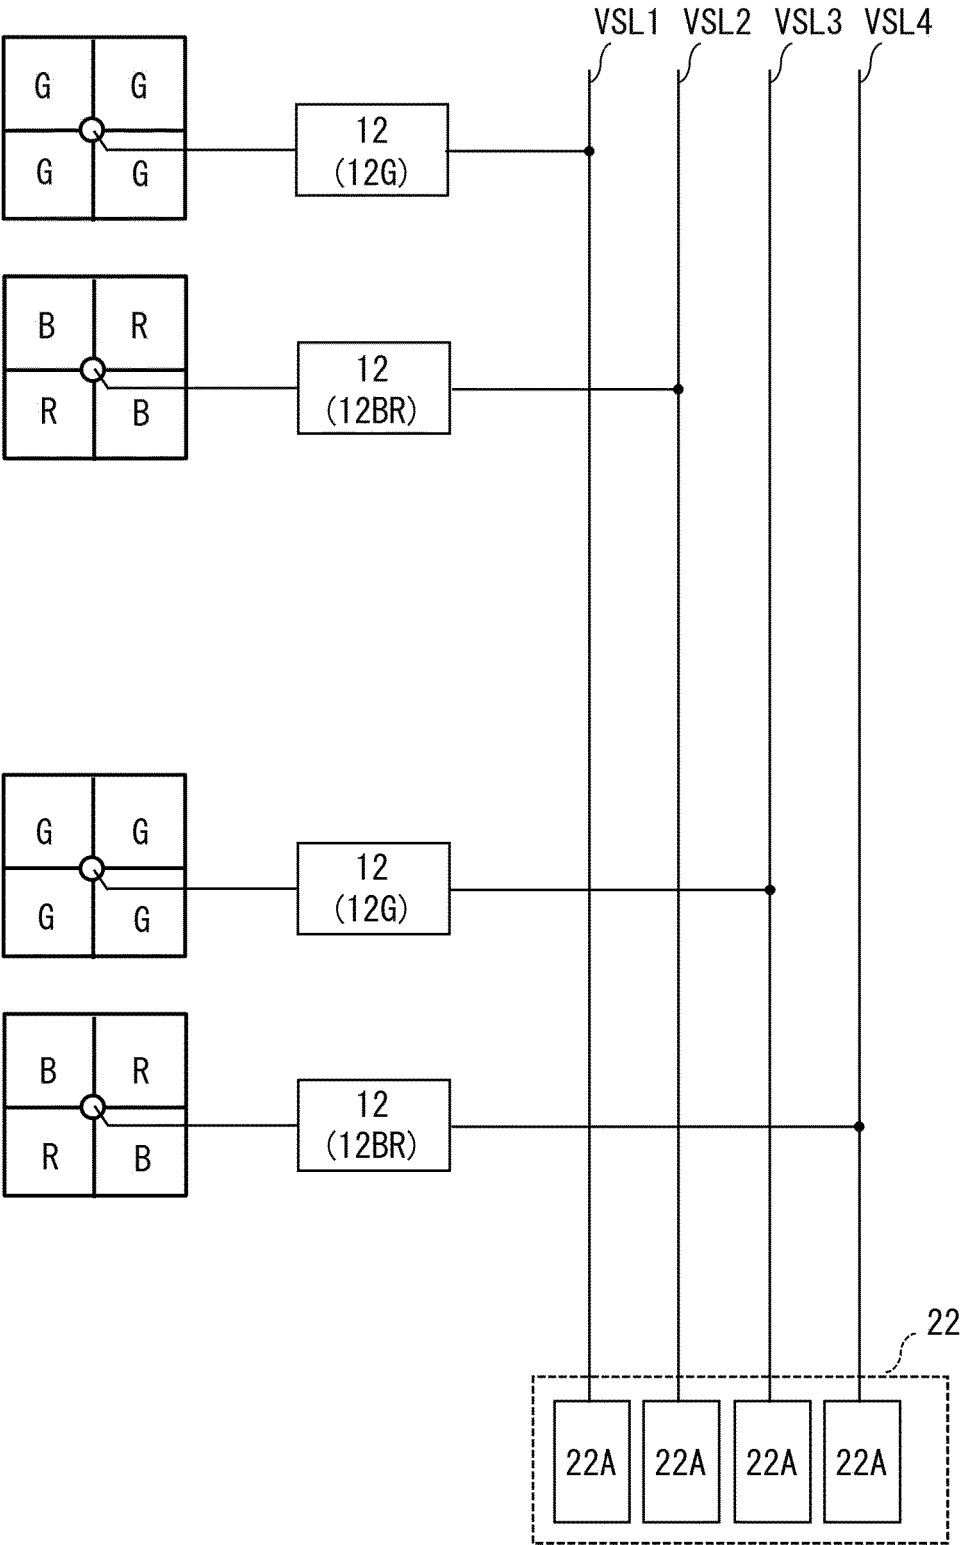 VSL1 VSL2 VSL3 VSL4
G G
12
(12G)
G G
B R
12
(12BR)
R B
G G
12
(12G)
G G
B R
12
(12BR)
R B
22
22A 22A 22A 22A